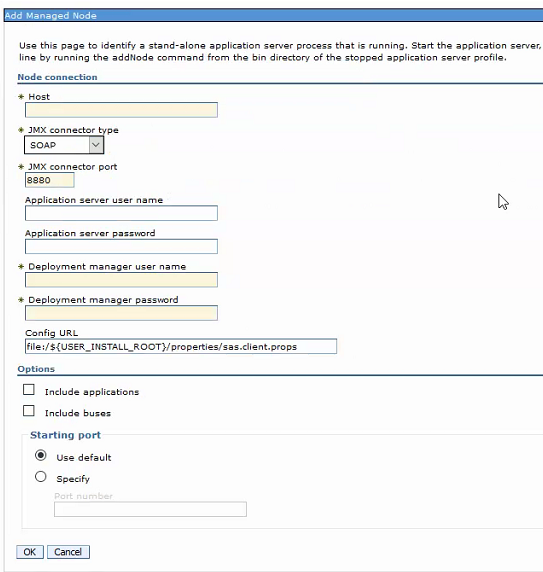 Add Managed Node
Use this page to identify a stand-alone application server process that is running. Start the application server,
line by running the addNode command from the bin directory of the stopped application server profile.
Node connection
* Host
* JMX connector type
SOAP
* JMX connector port
8880
Application server user name
Application server password
* Deployment manager user name
* Deployment manager password
Config URL
file:/${USER_INSTALL_ROOT}/properties/sas.client.props
Options
Include applications
Include buses
Starting port
Use default
Specify
Port number
OK Cancel